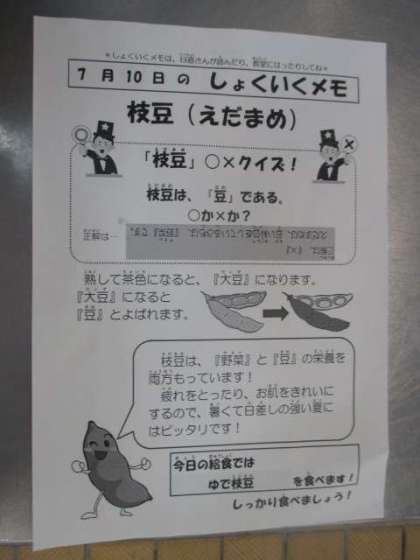 ＊しょくいくメモは、日直さんが読んだり、教室にはったりしてね＊
7月10日の しょくいくメモ
枝豆（えだまめ）
「枝豆」○×クイズ！
枝豆は、「豆」である。
○か×か？
正解は…
熟して茶色になると、『大豆』になります。
『大豆』になると
『豆』とよばれます。
枝豆は、『野菜』と『豆』の栄養を
両方もっています！
疲れをとったり、お肌をきれいに
するので、暑くて日差しの強い夏に
はピッタリです！
今日の給食では
ゆで枝豆　を食べます！
しっかり食べましょう！